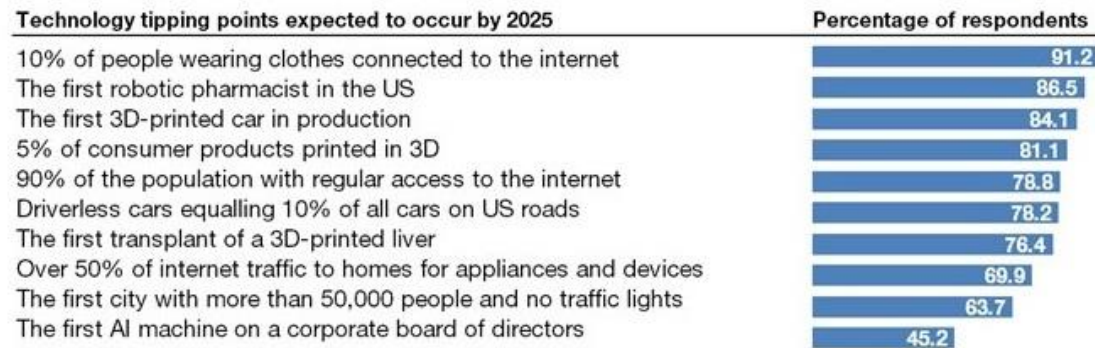 Technology tipping points expected to occur by 2025 Percentage of respondents
10% of people wearing clothes connected to the internet 91.2
The first robotic pharmacist in the US 86.5
The first 3D-printed car in production 84.1
5% of consumer products printed in 3D 81.1
90% of the population with regular access to the internet 78.8
Driverless cars equalling 10% of all cars on US roads 78.2
The first transplant of a 3D-printed liver 76.4
Over 50% of internet traffic to homes for appliances and devices 69.9
The first city with more than 50,000 people and no traffic lights 63.7
The first AI machine on a corporate board of directors 45.2